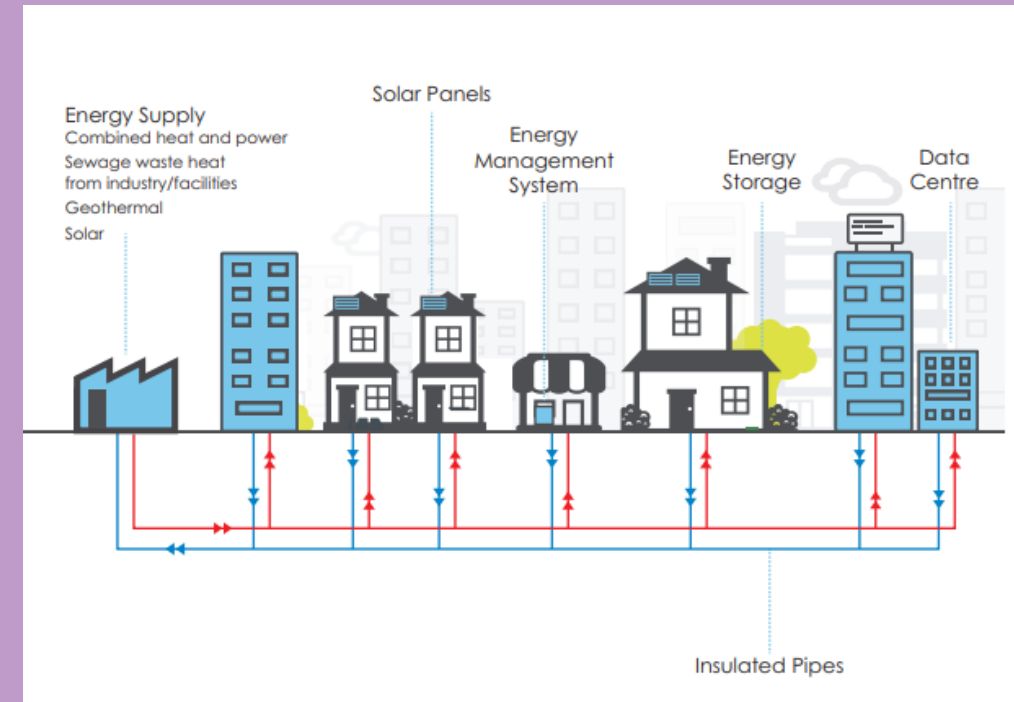 Energy Supply
Combined heat and power
Sewage waste heat
from industry/facilities
Geothermal
Solar
Solar Panels
Energy
Management
System
Energy
Storage
Data
Centre
Insulated Pipes